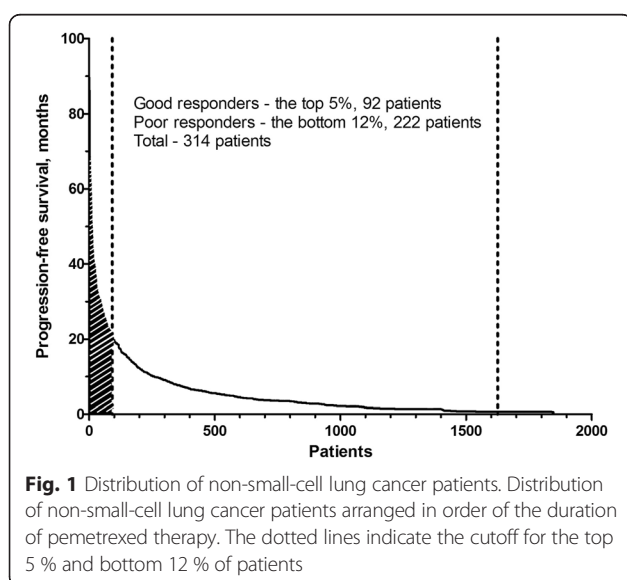 100
80
60
40
20
0
Progression-free survival, months
Good responders - the top 5%, 92 patients
Poor responders - the bottom 12%, 222 patients
Total - 314 patients
0
500
1000
1500
2000
Patients
Fig. 1 Distribution of non-small-cell lung cancer patients. Distribution
of non-small-cell lung cancer patients arranged in order of the duration
of pemetrexed therapy. The dotted lines indicate the cutoff for the top
5 % and bottom 12 % of patients